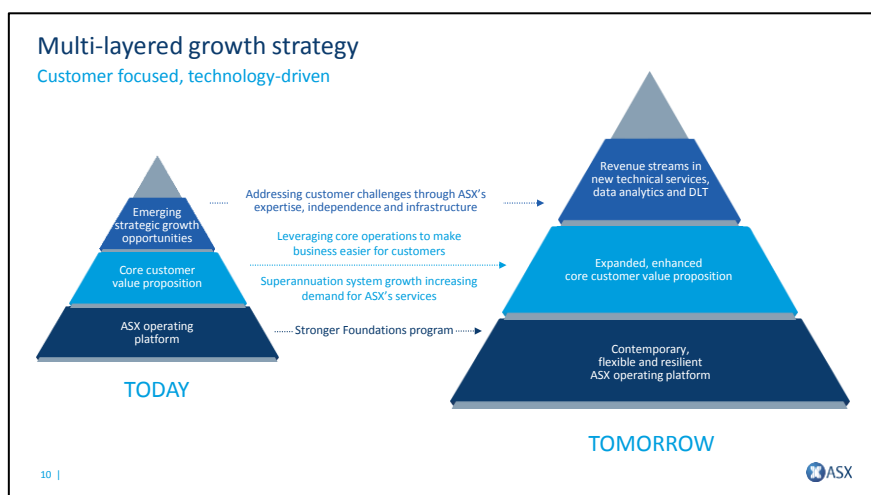 Multi-layered growth strategy
Customer focused, technology-driven
Emerging
strategic growth
opportunities
Core customer
value proposition
ASX operating
platform
TODAY
Addressing customer challenges through ASX's
expertise, independence and infrastructure
Leveraging core operations to make
business easier for customers
Superannuation system growth increasing
demand for ASX's services
Stronger Foundations program
Revenue streams in
new technical services,
data analytics and DLT
Expanded, enhanced
core customer value proposition
Contemporary,
flexible and resilient
ASX operating platform
TOMORROW
10 |
ASX